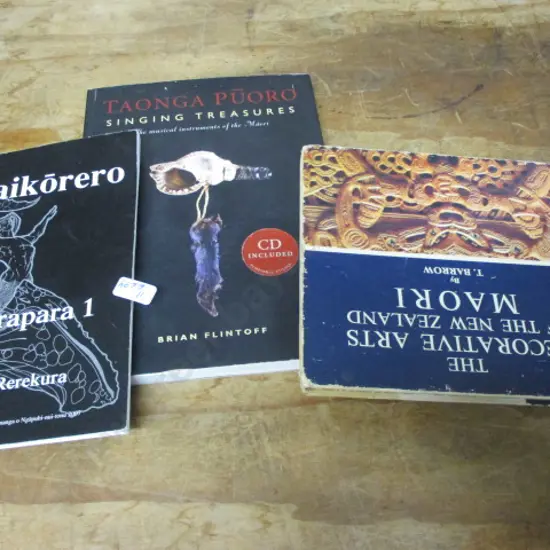 aikōrero
rapara 1
Rerekura
TAONGA PŪORO
SINGING TREASURES
The musical instruments of the Māori
CD
INCLUDED
BRIAN FLINTOFF
THE
DECORATIVE ARTS
THE NEW ZEALAND
MAORI
By
T. BARROW